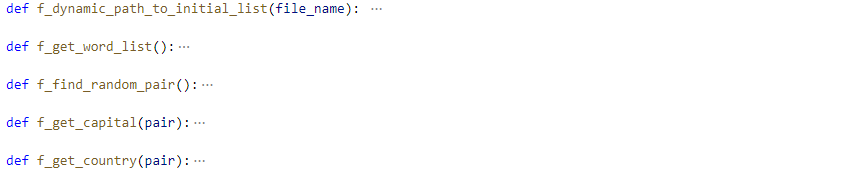 def f_dynamic_path_to_initial_list(file_name): ···
def f_get_word_list():···
def f_find_random_pair():···
def f_get_capital(pair):···
def f_get_country(pair):···